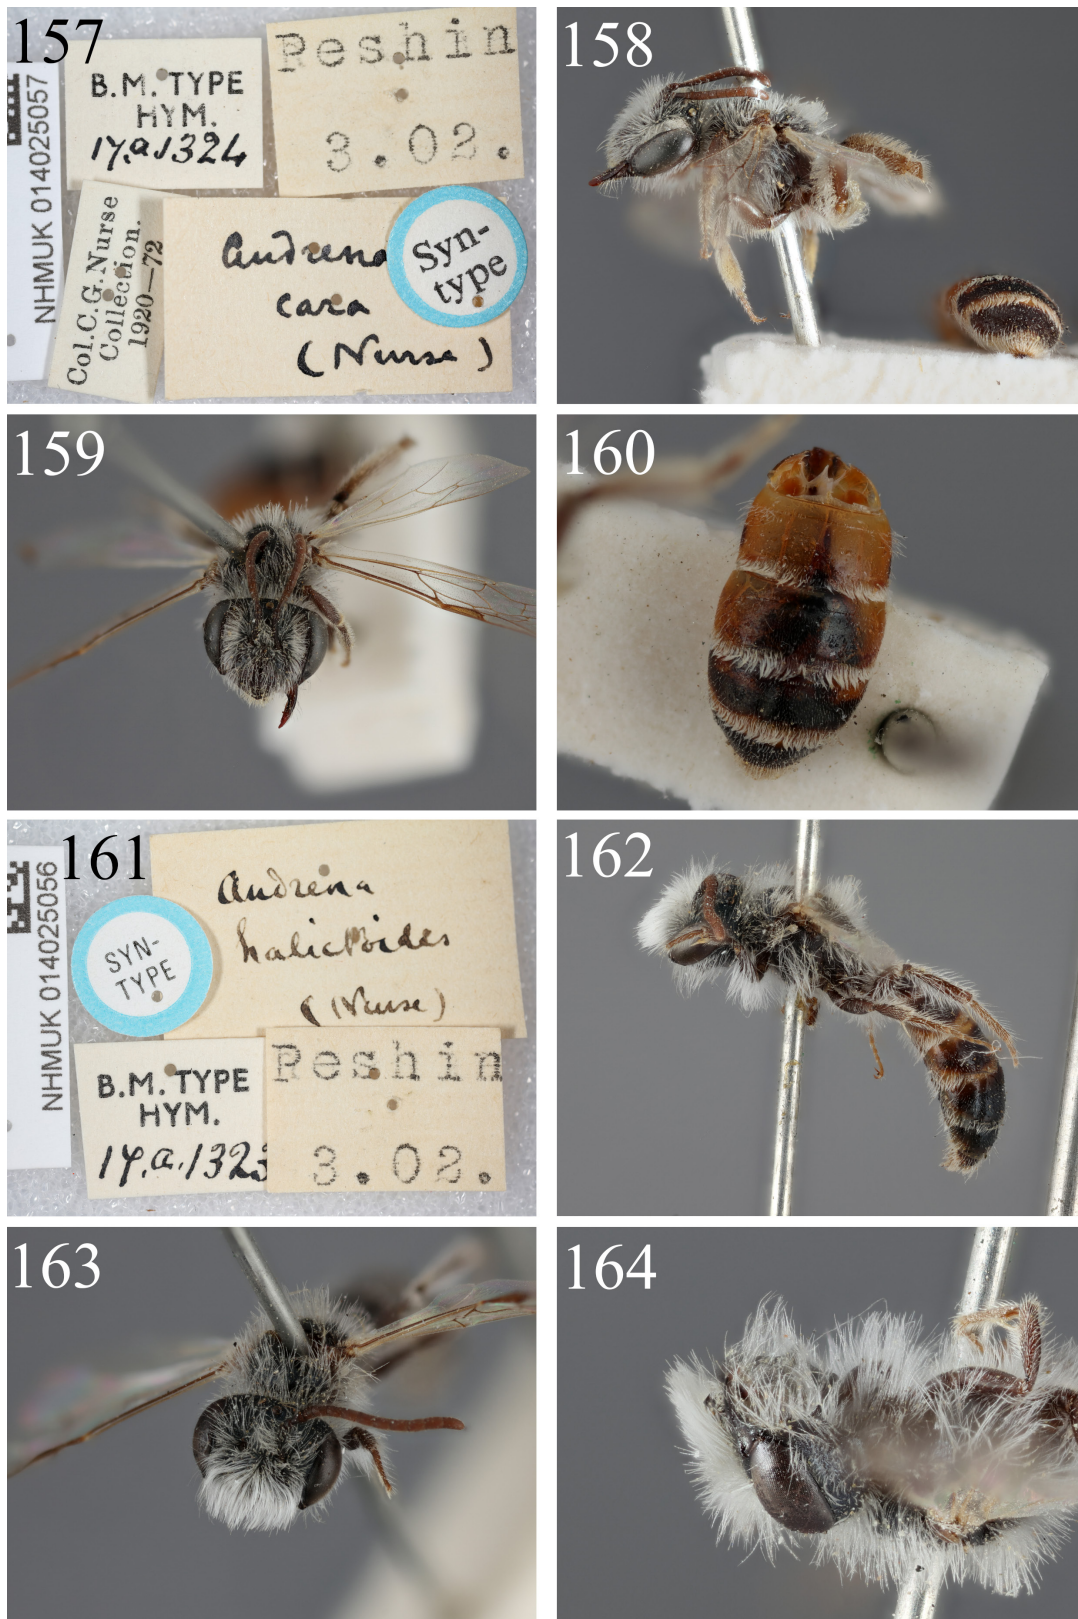 157
NHMUK 014025057
B.M. TYPE
HYM.
17.a.1324
Peshin
3.02.
Col.C.G.Nurse
Collection.
1920—72
Andrena
cara
(Nurse)
Syn-
type
158
159
160
161
NHMUK 014025056
SYN-
TYPE
Andrena
halictoides
(Nurse)
B.M. TYPE
HYM.
17.a.1323
Peshin
3.02.
162
163
164